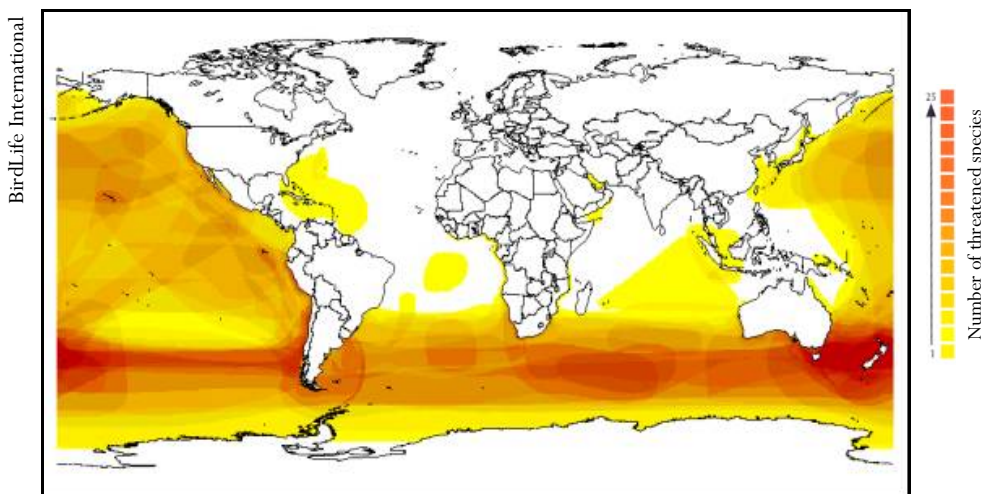 BirdLife International
25
1
Number of threatened species